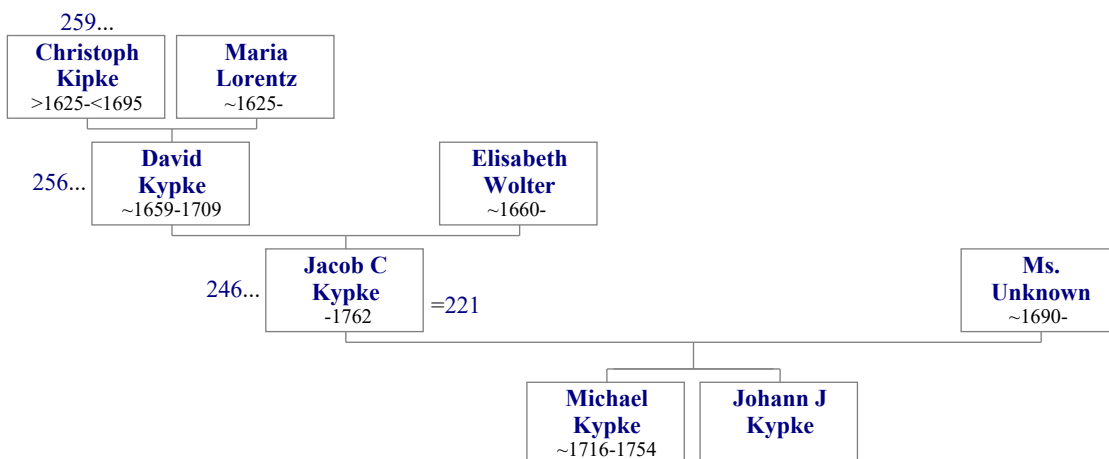 259...
Christoph
Kipke
>1625-<1695
Maria
Lorentz
~1625-
256...
David
Kypke
~1659-1709
Elisabeth
Wolter
~1660-
246...
Jacob C
Kypke
-1762
=221
Ms.
Unknown
~1690-
Michael
Kypke
~1716-1754
Johann J
Kypke